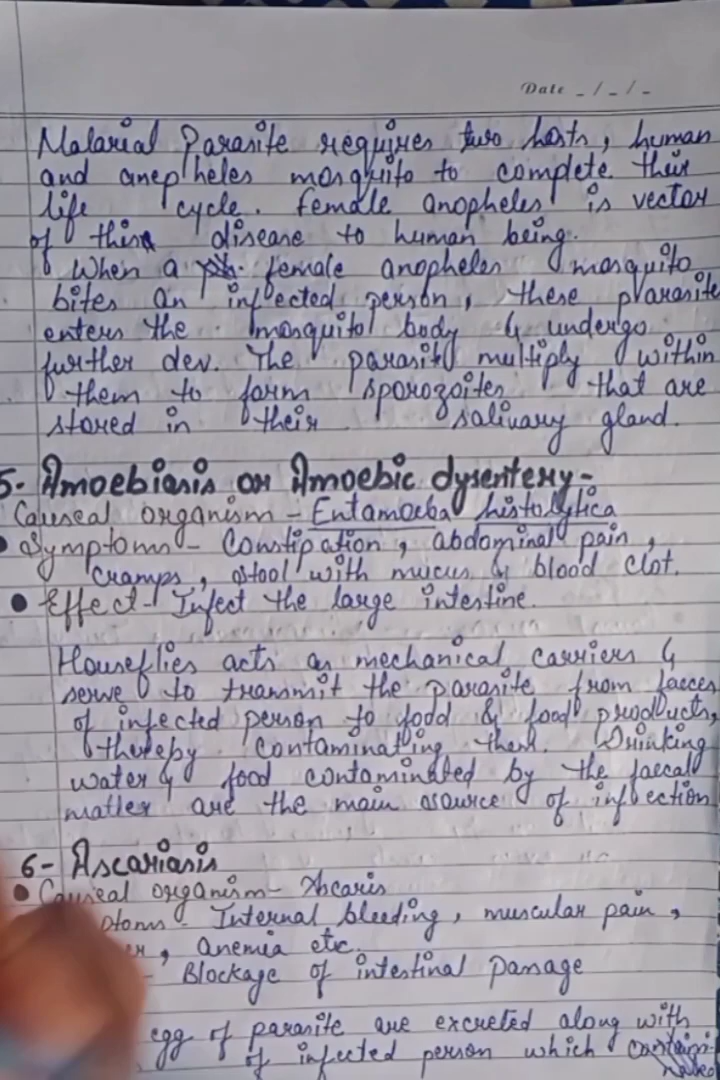 Date _ / _ / _
Malarial Parasite requires two hosts, human
and anepheles mosquito to complete their
life cycle. female anopheles is vector
of this disease to human being.
When a female anopheles mosquito
bites an infected person, these parasite
enters the mosquito body & undergo
further dev. The parasite multiply within
them to form sporozoites that are
stored in their salivary gland.
5- Amoebiasis or Amoebic dysentery-
Causeal organism - Entamoeba histolytica
• Symptoms - Constipation, abdominal pain,
cramps, stool with mucus & blood clot.
• Effect - Infect the large intestine.
Houseflies acts as mechanical carriers &
serve to transmit the parasite from faeces
of infected person to food & food products,
thereby contaminating them. Drinking
water & food contaminated by the faecal
matter are the main source of infection
6- Ascariasis
• Causeal organism - Ascaris
ptoms - Internal bleeding, muscular pain,
er, anemia etc.
- Blockage of intestinal passage
egg of parasite are excreted along with
of infected person which